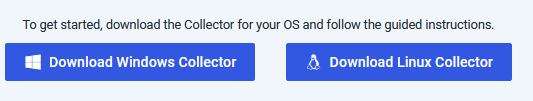 To get started, download the Collector for your OS and follow the guided instructions.
Download Windows Collector
Download Linux Collector